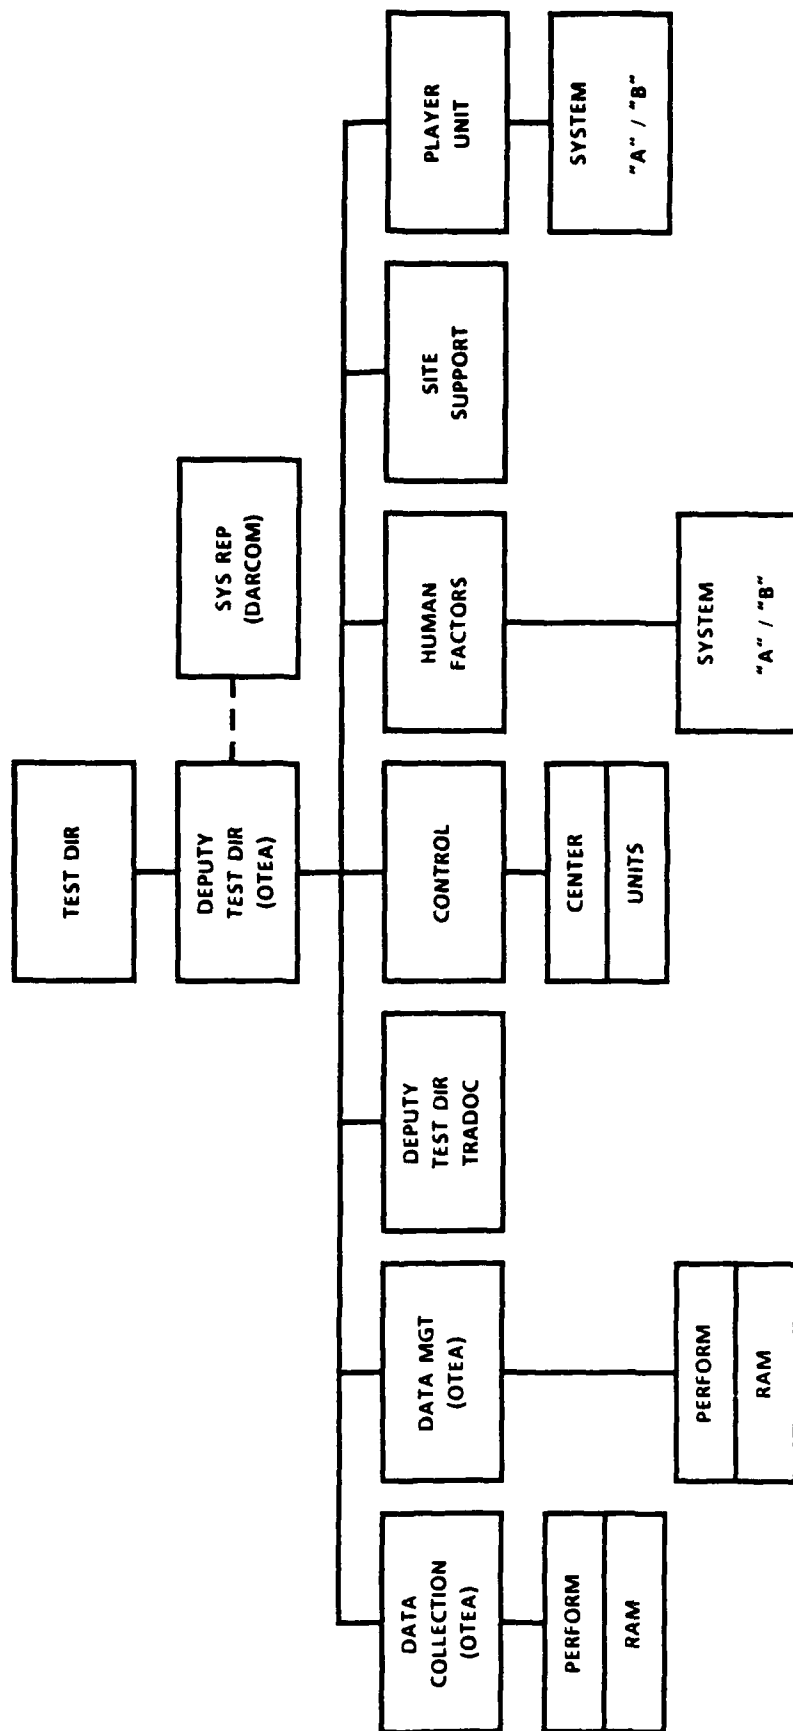 TEST DIR
DEPUTY
TEST DIR
(OTEA)
SYS REP
(DARCOM)
DATA
COLLECTION
(OTEA)
DATA MGT
(OTEA)
DEPUTY
TEST DIR
TRADOC
CONTROL
HUMAN
FACTORS
SITE
SUPPORT
PLAYER
UNIT
PERFORM
RAM
CENTER
UNITS
SYSTEM
"A" / "B"
PERFORM
RAM
SYSTEM
"A" / "B"